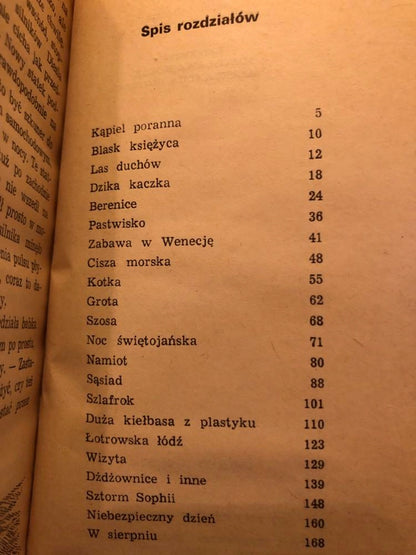 Spis rozdziałów
Kąpiel poranna 5
Blask księżyca 10
Las duchów 12
Dzika kaczka 18
Berenice 24
Pastwisko 36
Zabawa w Wenecję 41
Cisza morska 48
Kotka 55
Grota 62
Szosa 68
Noc świętojańska 71
Namiot 80
Sąsiad 88
Szlafrok 101
Duża kiełbasa z plastyku 110
Łotrowska łódź 123
Wizyta 129
Dżdżownice i inne 139
Sztorm Sophii 148
Niebezpieczny dzień 160
W sierpniu 168